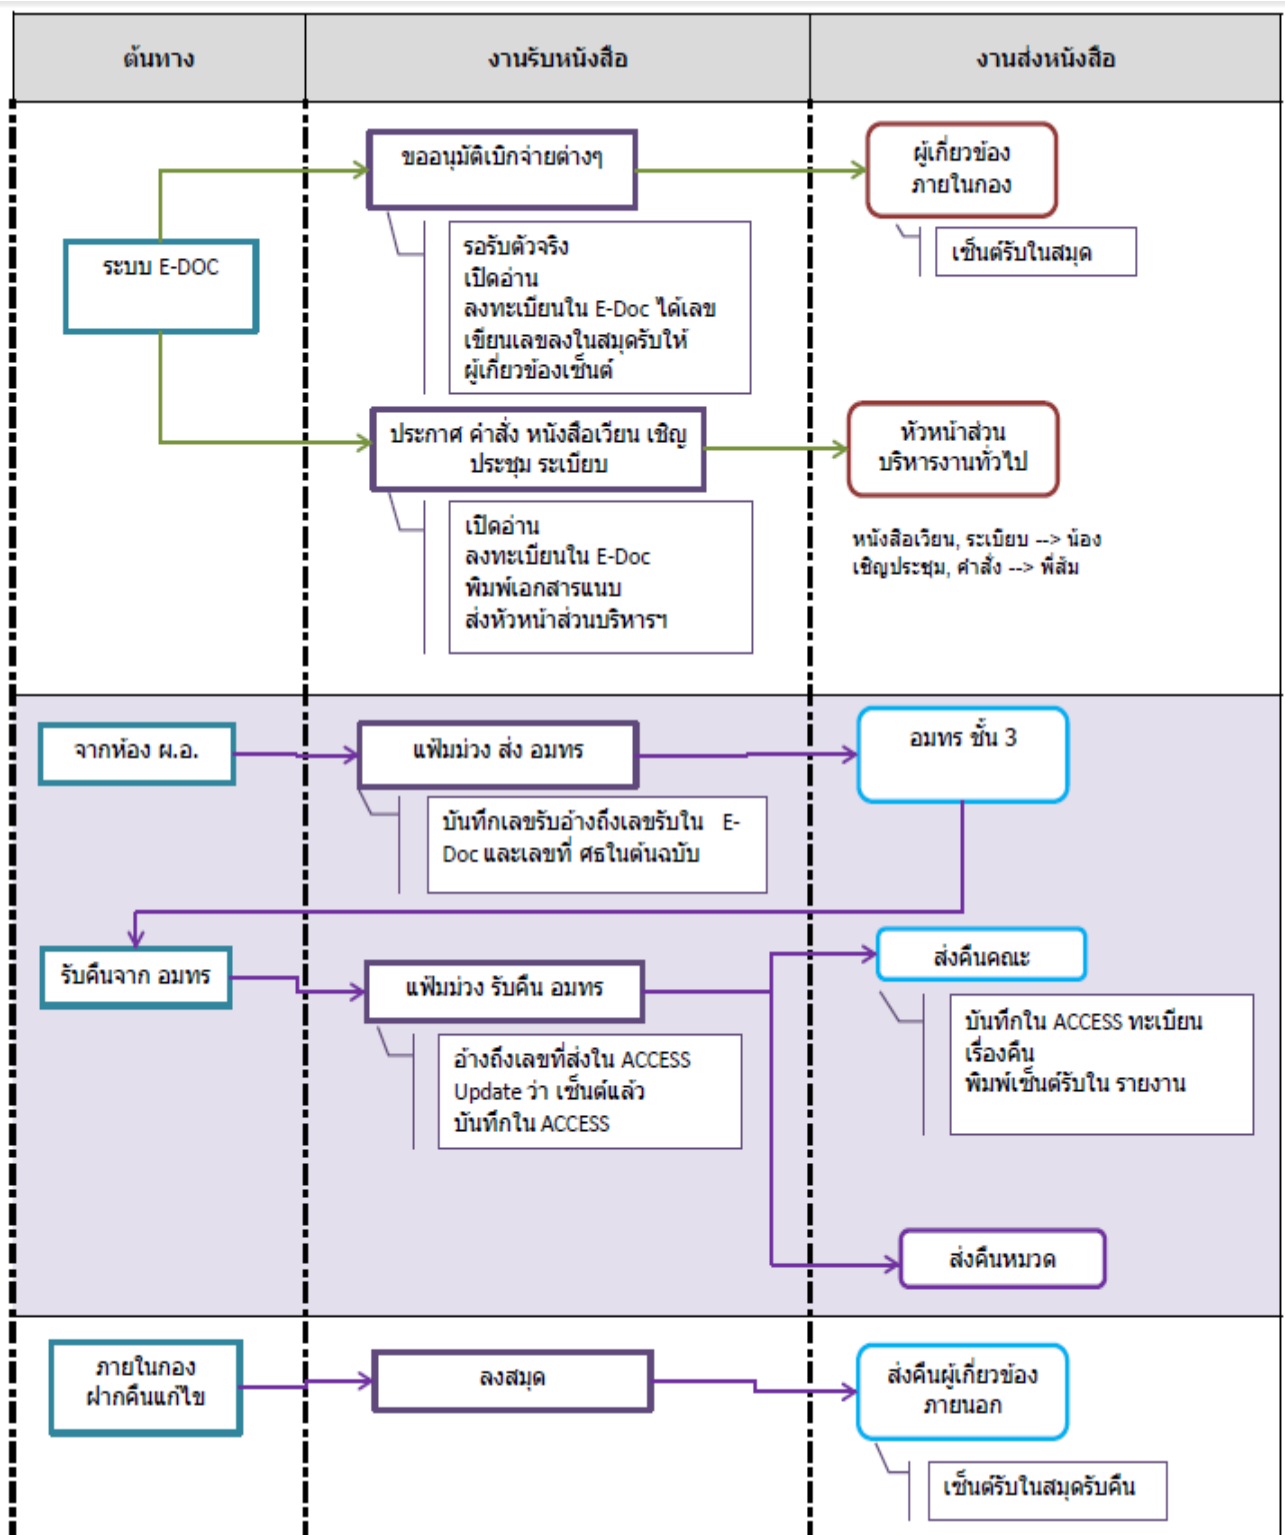 ต้นทาง
งานรับหนังสือ
งานส่งหนังสือ
ระบบ E-DOC
ขออนุมัติเบิกจ่ายต่างๆ
รอรับตัวจริง
เปิดอ่าน
ลงทะเบียนใน E-Doc ได้เลข
เขียนเลขลงในสมุดรับให้
ผู้เกี่ยวข้องเซ็นต์
ผู้เกี่ยวข้อง
ภายในกอง
เซ็นต์รับในสมุด
ประกาศ คำสั่ง หนังสือเวียน เชิญ
ประชุม ระเบียบ
เปิดอ่าน
ลงทะเบียนใน E-Doc
พิมพ์เอกสารแนบ
ส่งหัวหน้าส่วนบริหารฯ
หัวหน้าส่วน
บริหารงานทั่วไป
หนังสือเวียน, ระเบียบ --> น้อง
เชิญประชุม, คำสั่ง --> พี่ส้ม
จากห้อง ผ.อ.
แฟ้มม่วง ส่ง อมทร
บันทึกเลขรับอ้างถึงเลขรับใน E-
Doc และเลขที่ ศธในต้นฉบับ
อมทร ชั้น 3
รับคืนจาก อมทร
แฟ้มม่วง รับคืน อมทร
อ้างถึงเลขที่ส่งใน ACCESS
Update ว่า เซ็นต์แล้ว
บันทึกใน ACCESS
ส่งคืนคณะ
บันทึกใน ACCESS ทะเบียน
เรื่องคืน
พิมพ์เซ็นต์รับใน รายงาน
ส่งคืนหมวด
ภายในกอง
ฝากคืนแก้ไข
ลงสมุด
ส่งคืนผู้เกี่ยวข้อง
ภายนอก
เซ็นต์รับในสมุดรับคืน